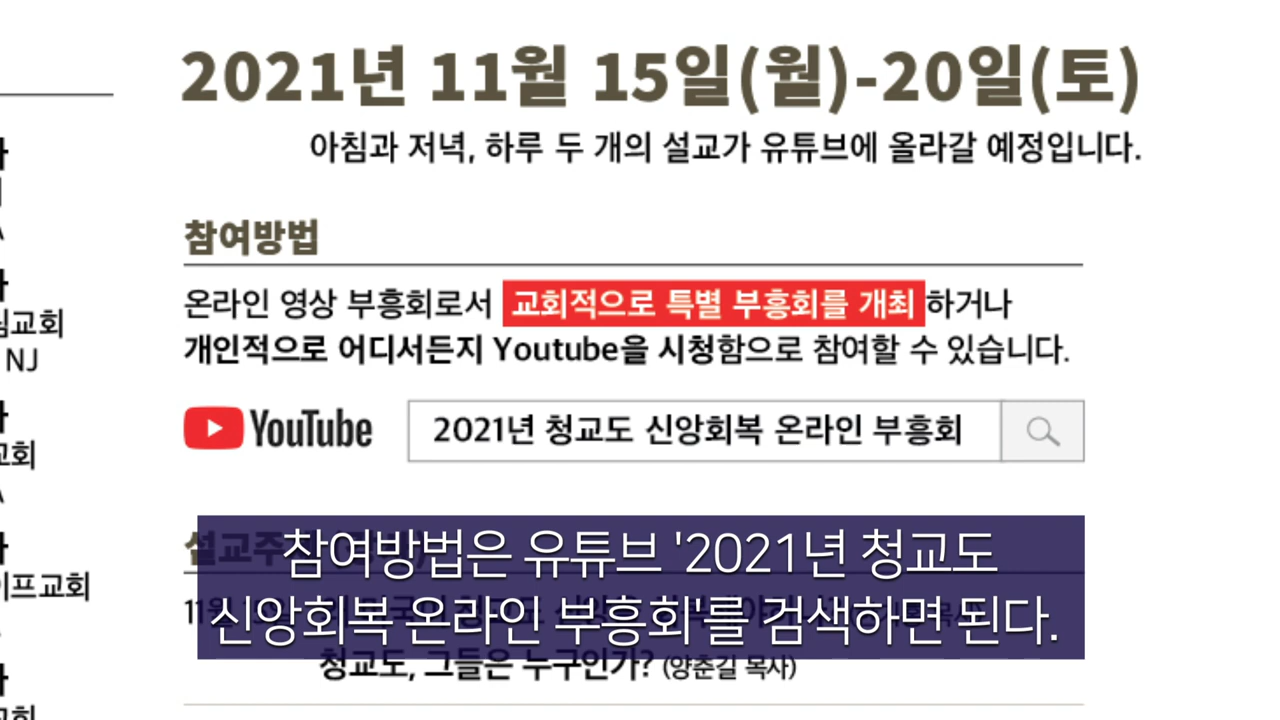 2021년 11월 15일(월)-20일(토)
아침과 저녁, 하루 두 개의 설교가 유튜브에 올라갈 예정입니다.
참여방법
온라인 영상 부흥회로서 교회적으로 특별 부흥회를 개최 하거나
개인적으로 어디서든지 Youtube을 시청함으로 참여할 수 있습니다.
YouTube 2021년 청교도 신앙회복 온라인 부흥회
참여방법은 유튜브 '2021년 청교도
신앙회복 온라인 부흥회'를 검색하면 된다.
청교도, 그들은 누구인가? (양춘길 목사)
NJ